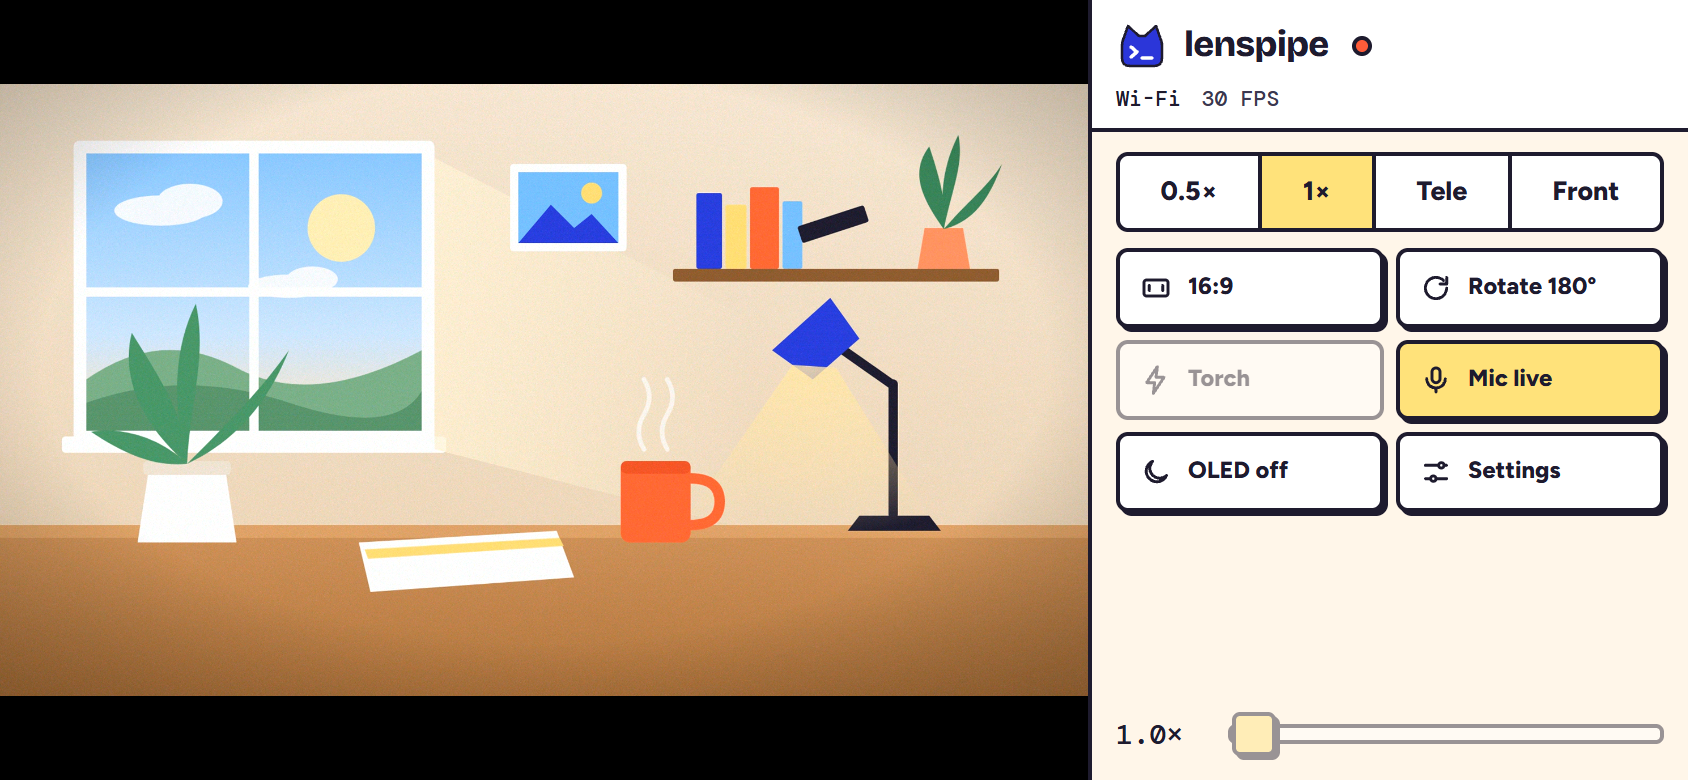 lenspipe
Wi-Fi 30 FPS
0.5× 1× Tele Front
16:9 Rotate 180°
Torch Mic live
OLED off Settings
1.0×